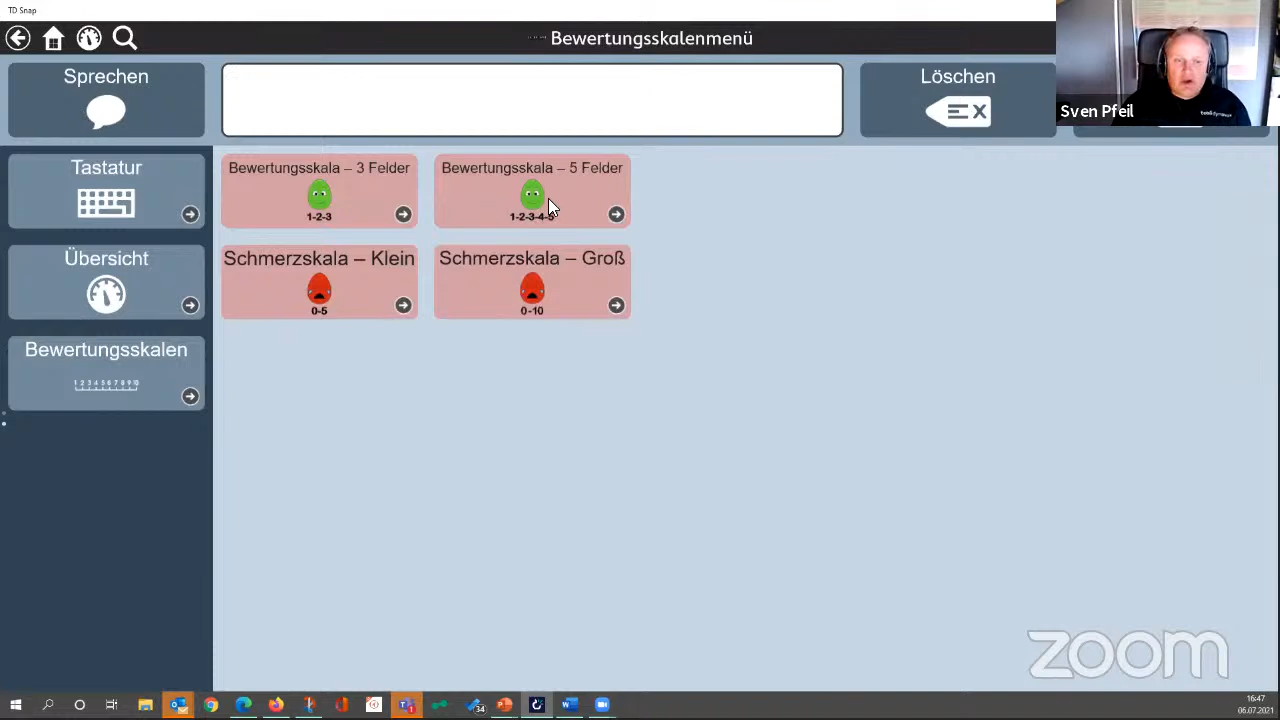 TD Snap
Bewertungsskalenmenü
Sprechen
Löschen
Sven Pfeil
Tastatur
Bewertungsskala – 3 Felder
1-2-3
Bewertungsskala – 5 Felder
1-2-3-4-5
Übersicht
Schmerzskala – Klein
0-5
Schmerzskala – Groß
0-10
Bewertungsskalen
1 2 3 4 5 6 7 8 9 10
zoom
34
1
16:47
06.07.2021